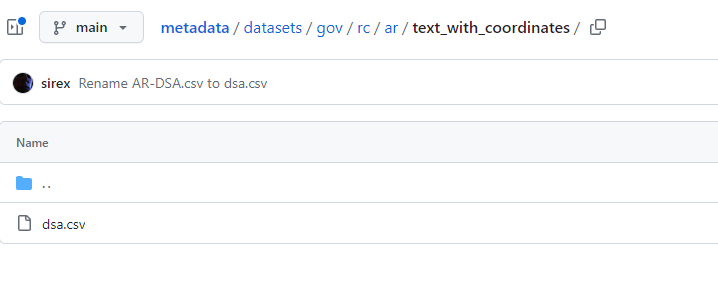 main metadata / datasets / gov / rc / ar / text_with_coordinates /
sirex Rename AR-DSA.csv to dsa.csv
Name
..
dsa.csv